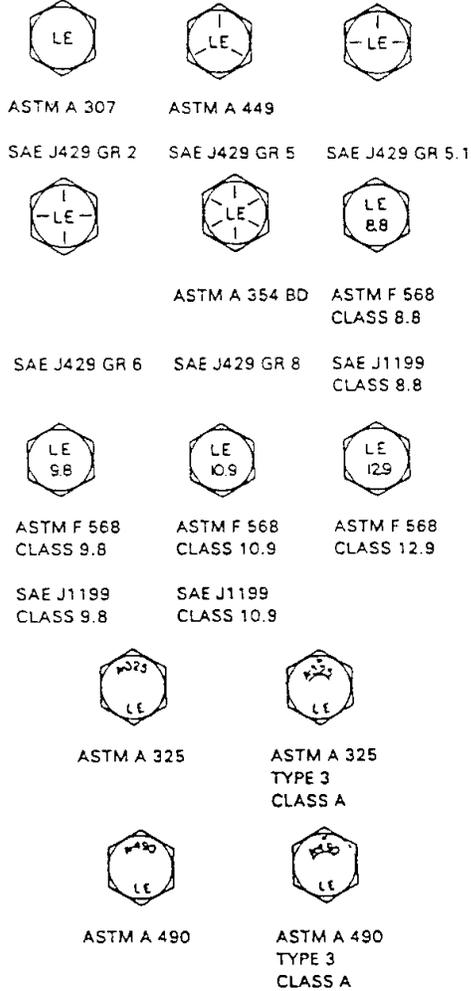 LE LE LE
ASTM A 307 ASTM A 449
SAE J429 GR 2 SAE J429 GR 5 SAE J429 GR 5.1
LE LE LE
8.8
ASTM A 354 BD ASTM F 568
CLASS 8.8
SAE J429 GR 6 SAE J429 GR 8 SAE J1199
CLASS 8.8
LE LE LE
9.8 10.9 12.9
ASTM F 568 ASTM F 568 ASTM F 568
CLASS 9.8 CLASS 10.9 CLASS 12.9
SAE J1199 SAE J1199
CLASS 9.8 CLASS 10.9
A325 A325
LE LE
ASTM A 325 ASTM A 325
TYPE 3
CLASS A
A490 A490
LE LE
ASTM A 490 ASTM A 490
TYPE 3
CLASS A